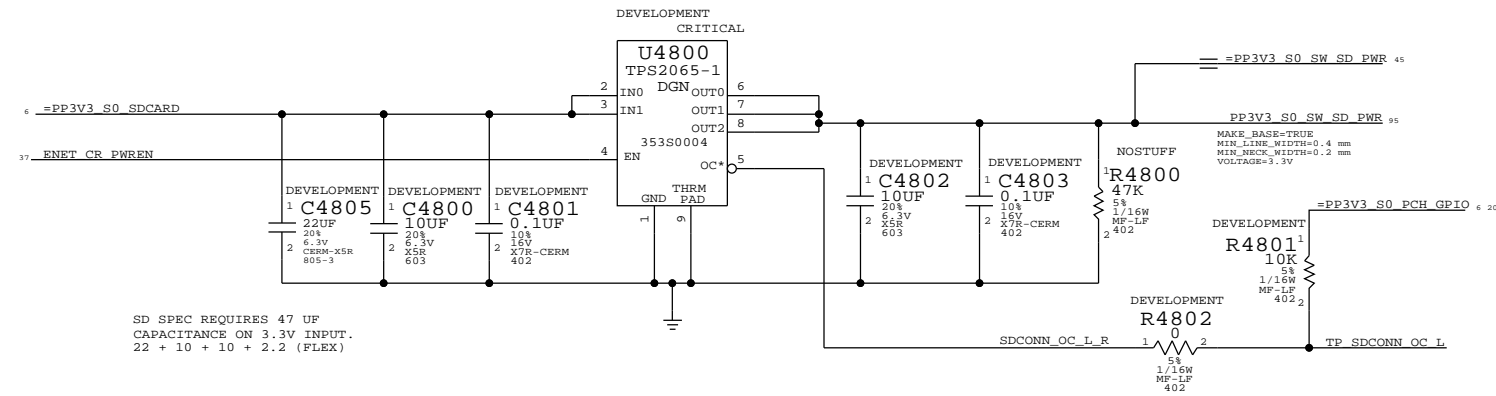 DEVELOPMENT
CRITICAL
U4800
TPS2065-1
DGN
353S0004
2 IN0
3 IN1
4 EN
OUT0 6
OUT1 7
OUT2 8
OC* 5
GND
THRM
PAD
1
9
6 =PP3V3_S0_SDCARD
37 ENET_CR_PWREN
DEVELOPMENT
1 C4805
22UF
20%
6.3V
2 CERM-X5R
805-3
DEVELOPMENT
1 C4800
10UF
20%
6.3V
2 X5R
603
DEVELOPMENT
1 C4801
0.1UF
10%
16V
2 X7R-CERM
402
DEVELOPMENT
1 C4802
10UF
20%
6.3V
2 X5R
603
DEVELOPMENT
1 C4803
0.1UF
10%
16V
2 X7R-CERM
402
=PP3V3_S0_SW_SD_PWR 45
PP3V3_S0_SW_SD_PWR 95
MAKE_BASE=TRUE
MIN_LINE_WIDTH=0.4 mm
MIN_NECK_WIDTH=0.2 mm
VOLTAGE=3.3V
NOSTUFF
1 R4800
47K
5%
1/16W
MF-LF
2 402
=PP3V3_S0_PCH_GPIO 6 20
DEVELOPMENT
R4801 1
10K
5%
1/16W
MF-LF
402 2
DEVELOPMENT
R4802
0
SDCONN_OC_L_R 1 2 TP_SDCONN_OC_L
5%
1/16W
MF-LF
402
SD SPEC REQUIRES 47 UF
CAPACITANCE ON 3.3V INPUT.
22 + 10 + 10 + 2.2 (FLEX)